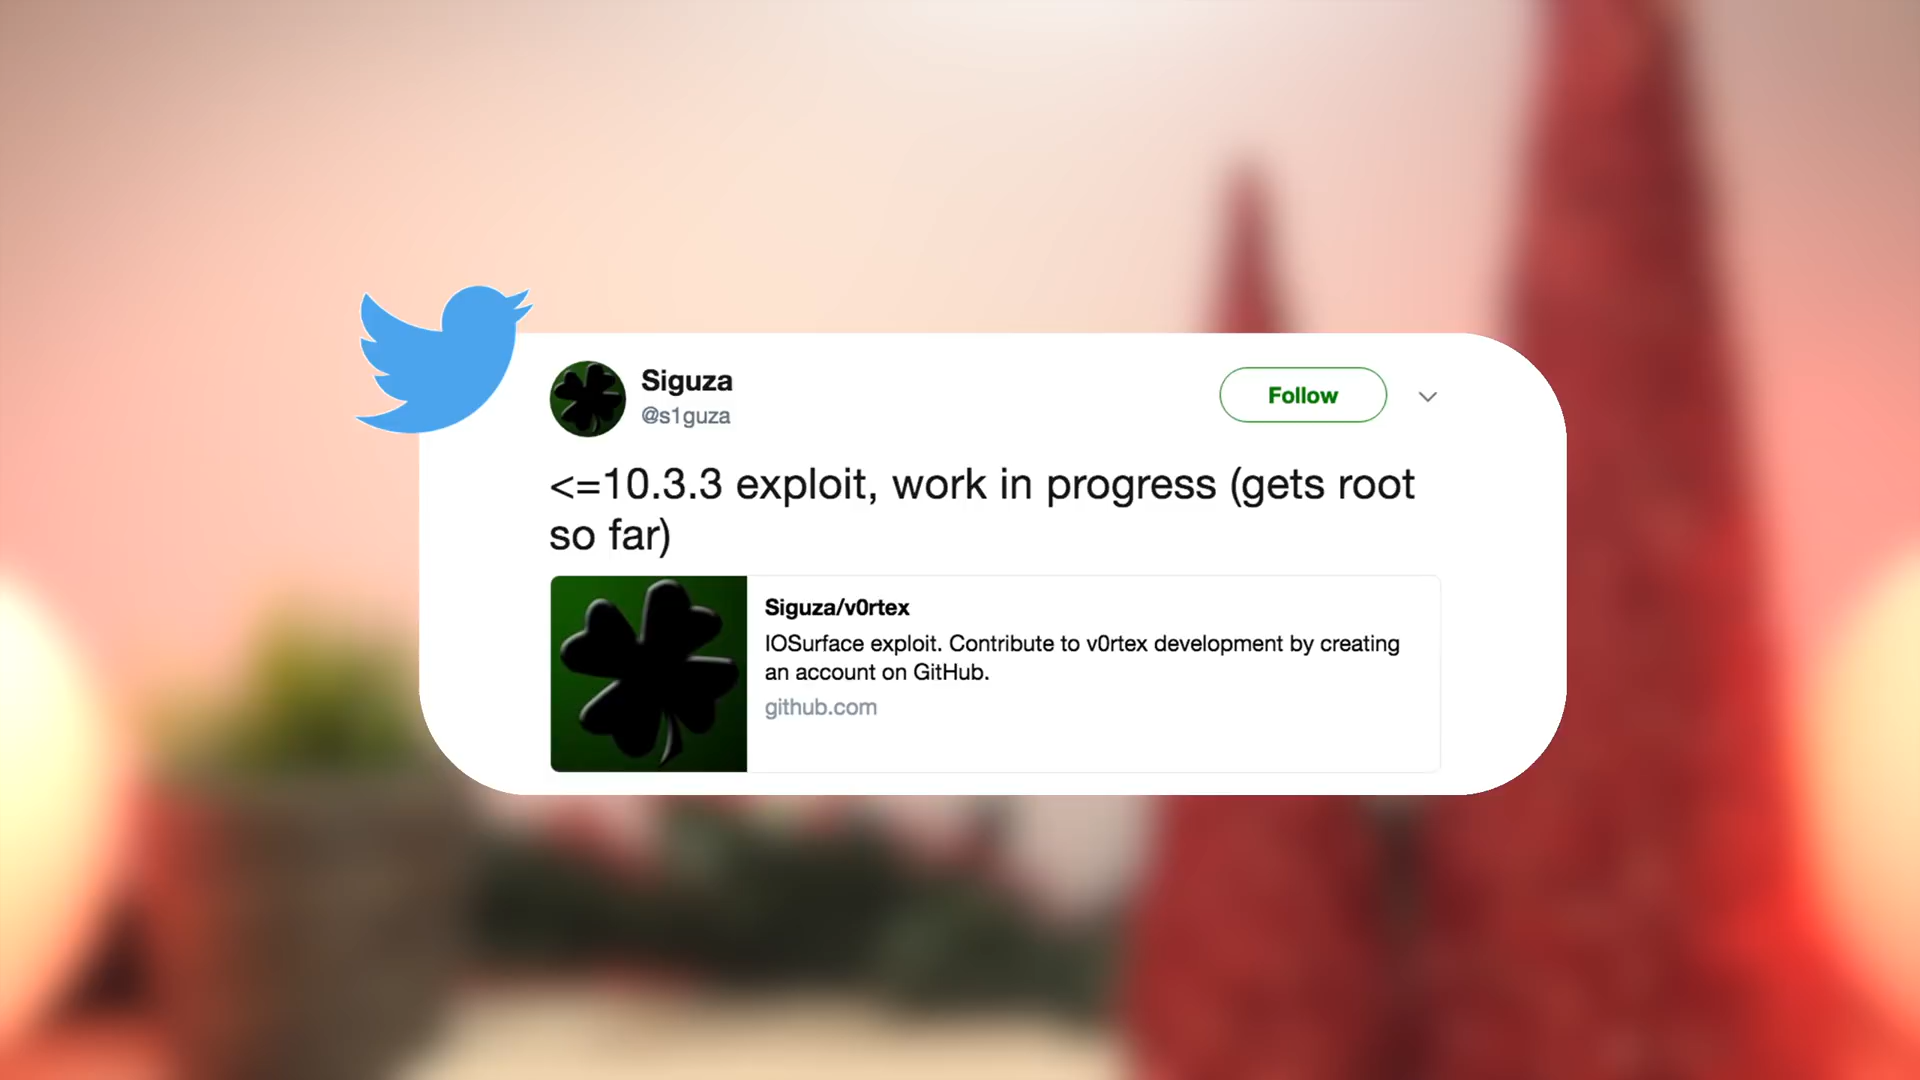 Siguza
@s1guza
Follow
<=10.3.3 exploit, work in progress (gets root
so far)
Siguza/v0rtex
IOSurface exploit. Contribute to v0rtex development by creating
an account on GitHub.
github.com